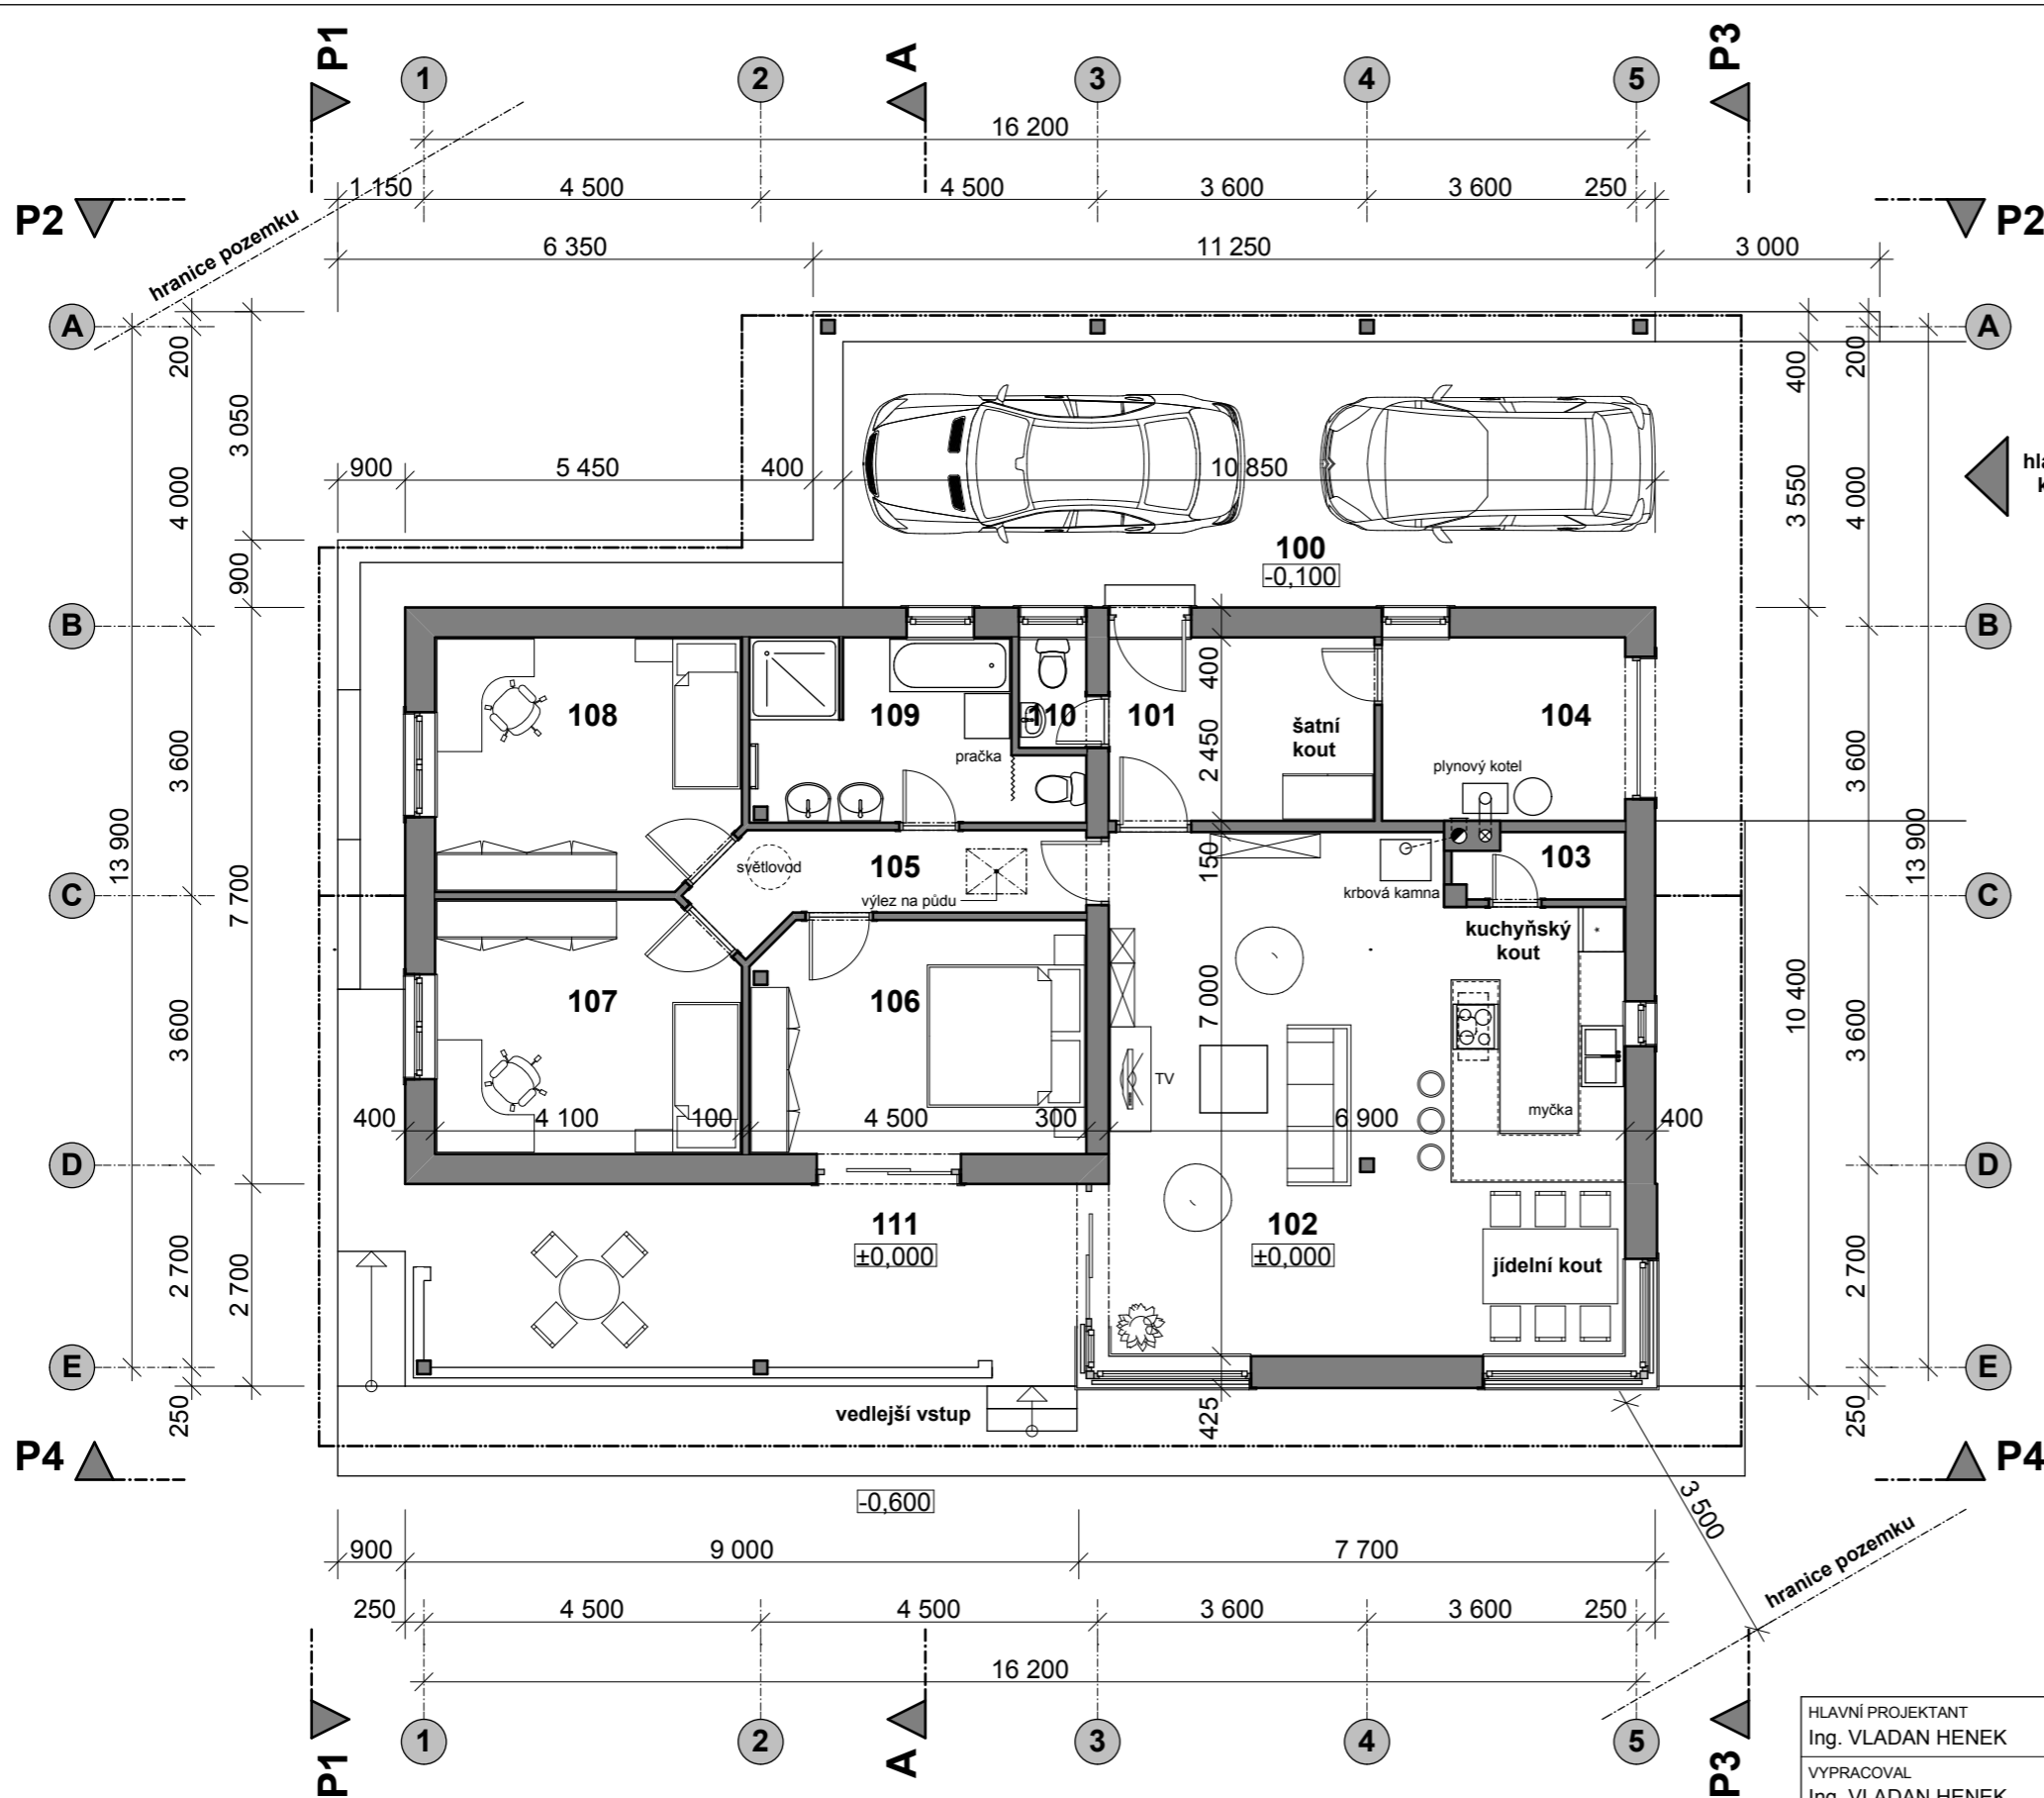 P1
A
P3
1
2
3
4
5
16 200
1 150
4 500
4 500
3 600
3 600
250
P2
P2
hranice pozemku
6 350
11 250
3 000
A
A
200
4 000
3 050
900
400
200
3 550
4 000
900
5 450
400
10 850
100
-0,100
B
B
108
109
110
101
šatní
kout
104
400
2 450
150
pračka
plynový kotel
3 600
13 900
7 700
3 600
13 900
10 400
světlovod
105
výlez na půdu
103
krbová kamna
C
C
kuchyňský
kout
107
106
7 000
TV
myčka
3 600
3 600
400
4 100
100
4 500
300
6 900
400
D
D
111
±0,000
102
±0,000
jídelní kout
2 700
2 700
2 700
E
E
250
425
250
vedlejší vstup
P4
P4
-0,600
3 500
hranice pozemku
900
9 000
7 700
250
4 500
4 500
3 600
3 600
250
16 200
1
2
3
4
5
P1
A
P3
HLAVNÍ PROJEKTANT
Ing. VLADAN HENEK
VYPRACOVAL
Ing. VLADAN HENEK